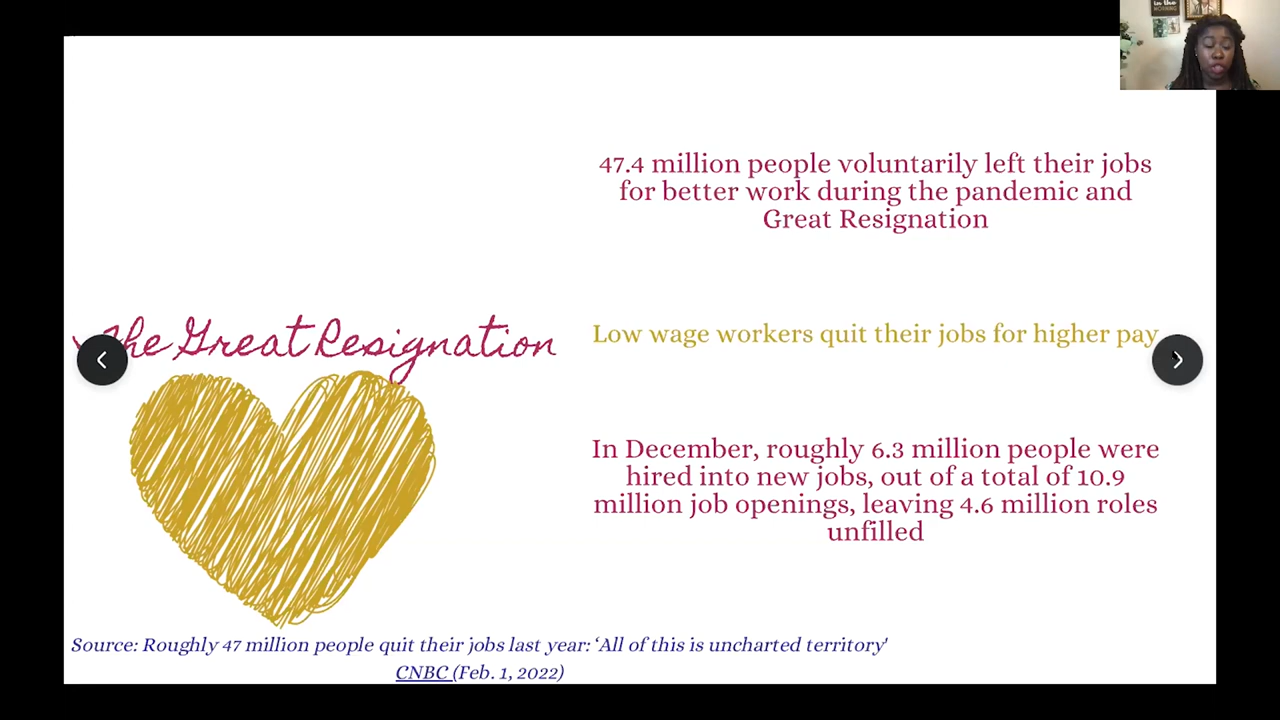 in the
MORNING
47.4 million people voluntarily left their jobs
for better work during the pandemic and
Great Resignation
The Great Resignation
Low wage workers quit their jobs for higher pay
In December, roughly 6.3 million people were
hired into new jobs, out of a total of 10.9
million job openings, leaving 4.6 million roles
unfilled
Source: Roughly 47 million people quit their jobs last year: ‘All of this is uncharted territory'
CNBC (Feb. 1, 2022)